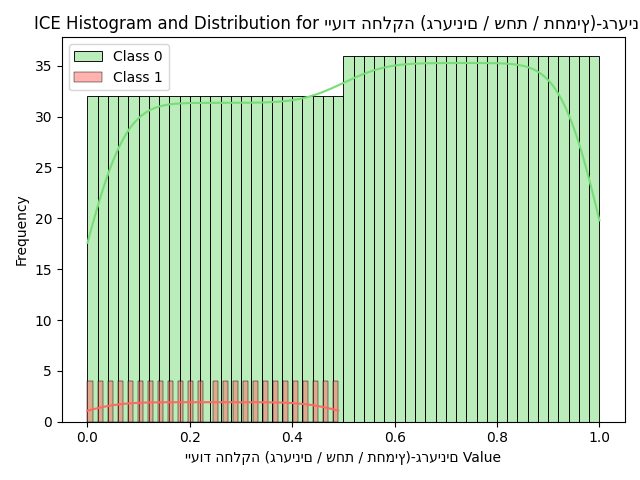 ICE Histogram and Distribution for ייעוד החלקה (גרעינים / שחת / תחמיץ)-גרעינ
Class 0
Class 1
Frequency
35
30
25
20
15
10
5
0
0.0 0.2 0.4 0.6 0.8 1.0
ייעוד החלקה (גרעינים / שחת / תחמיץ)-גרעינים Value